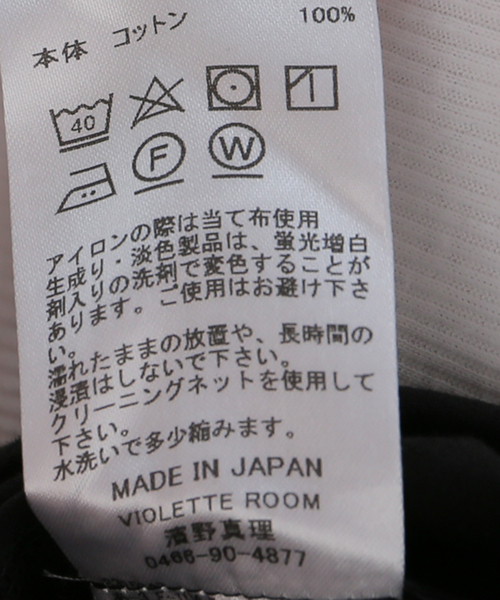 本体 コットン 100%
40
F W
アイロンの際は当て布使用
生成り・淡色製品は、蛍光増白
剤入りの洗剤で変色することが
あります。ご使用はお避け下さ
い。
濡れたままの放置や、長時間の
浸漬はしないで下さい。
クリーニングネットを使用して
下さい。
水洗いで多少縮みます。
MADE IN JAPAN
VIOLETTE ROOM
濱野真理
0466-90-4877